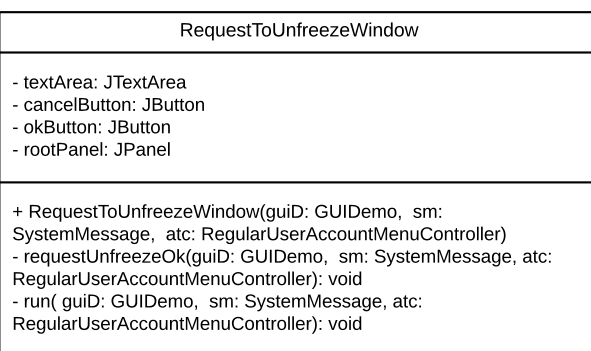 RequestToUnfreezeWindow
- textArea: JTextArea
- cancelButton: JButton
- okButton: JButton
- rootPanel: JPanel
+ RequestToUnfreezeWindow(guiD: GUIDemo, sm:
SystemMessage, atc: RegularUserAccountMenuController)
- requestUnfreezeOk(guiD: GUIDemo, sm: SystemMessage, atc:
RegularUserAccountMenuController): void
- run( guiD: GUIDemo, sm: SystemMessage, atc:
RegularUserAccountMenuController): void